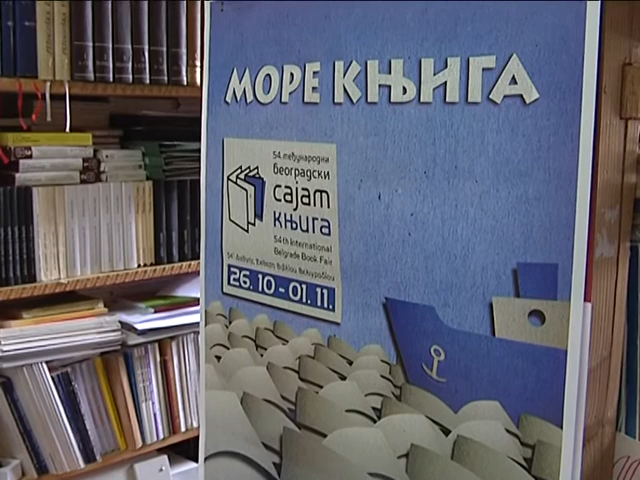 МОРЕ КЊИГА
54. међународни
београдски
сајам
књига
54th International
Belgrade Book Fair
26.10 - 01.11.